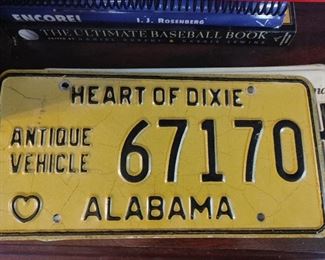 ENCORE!
I. J. ROSENBERG
THE ULTIMATE BASEBALL BOOK
HEART OF DIXIE
ANTIQUE
VEHICLE
67170
ALABAMA